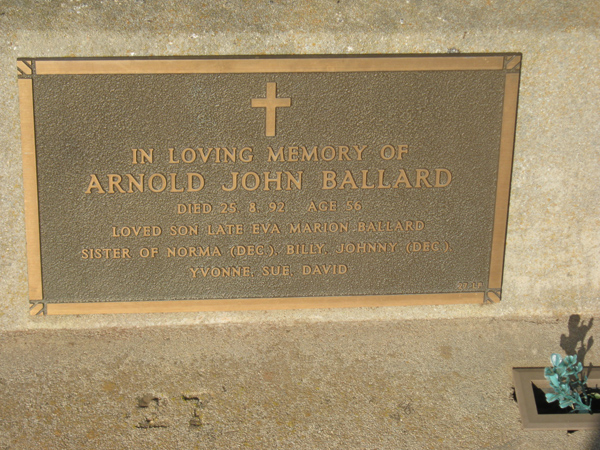 IN LOVING MEMORY OF
ARNOLD JOHN BALLARD
DIED 25. 8. 92. AGE 56
LOVED SON LATE EVA MARION BALLARD
SISTER OF NORMA (DEC.), BILLY, JOHNNY (DEC.),
YVONNE, SUE, DAVID
27